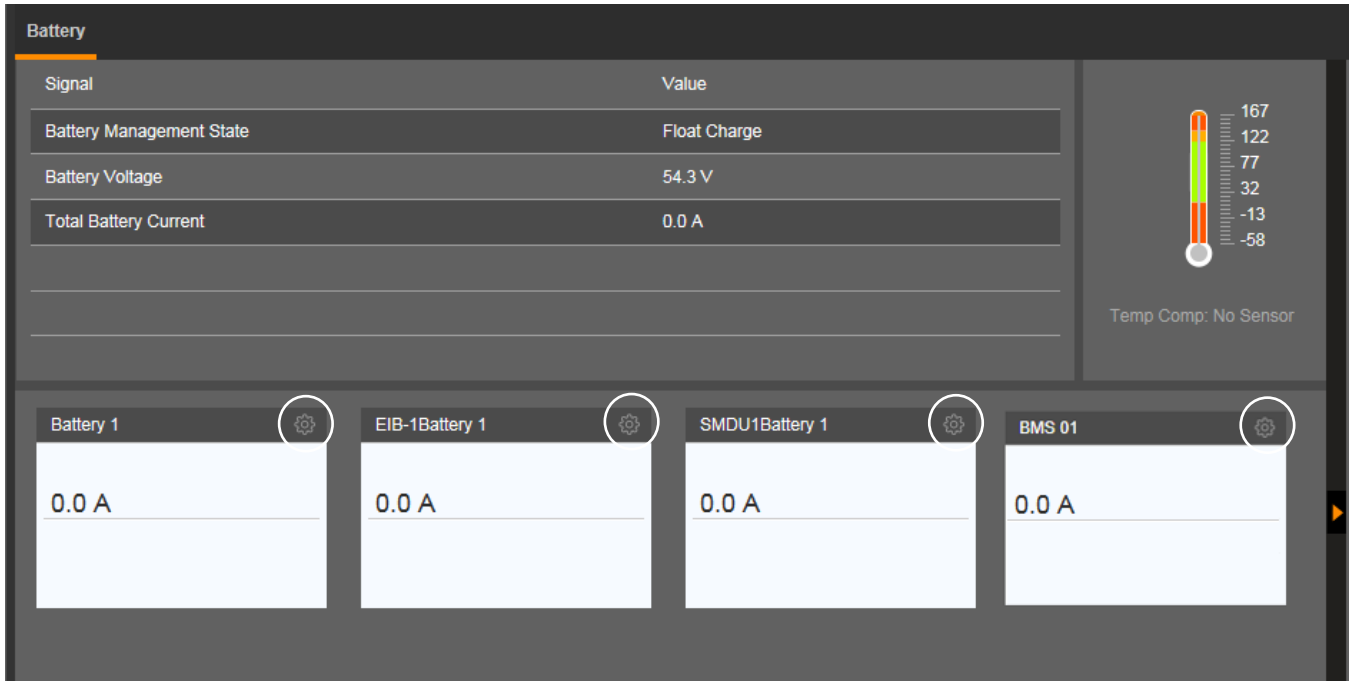 Battery
Signal Value
Battery Management State Float Charge
Battery Voltage 54.3 V
Total Battery Current 0.0 A
167
122
77
32
-13
-58
Temp Comp: No Sensor
Battery 1 EIB-1Battery 1 SMDU1Battery 1 BMS 01
0.0 A 0.0 A 0.0 A 0.0 A